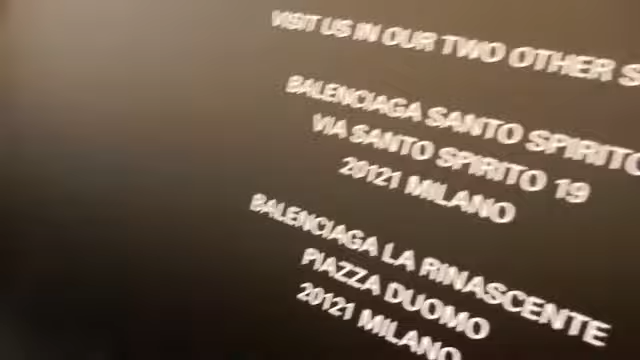 VISIT US IN OUR TWO OTHER S
BALENCIAGA SANTO SPIRITO
VIA SANTO SPIRITO 19
20121 MILANO
BALENCIAGA LA RINASCENTE
PIAZZA DUOMO
20121 MILANO